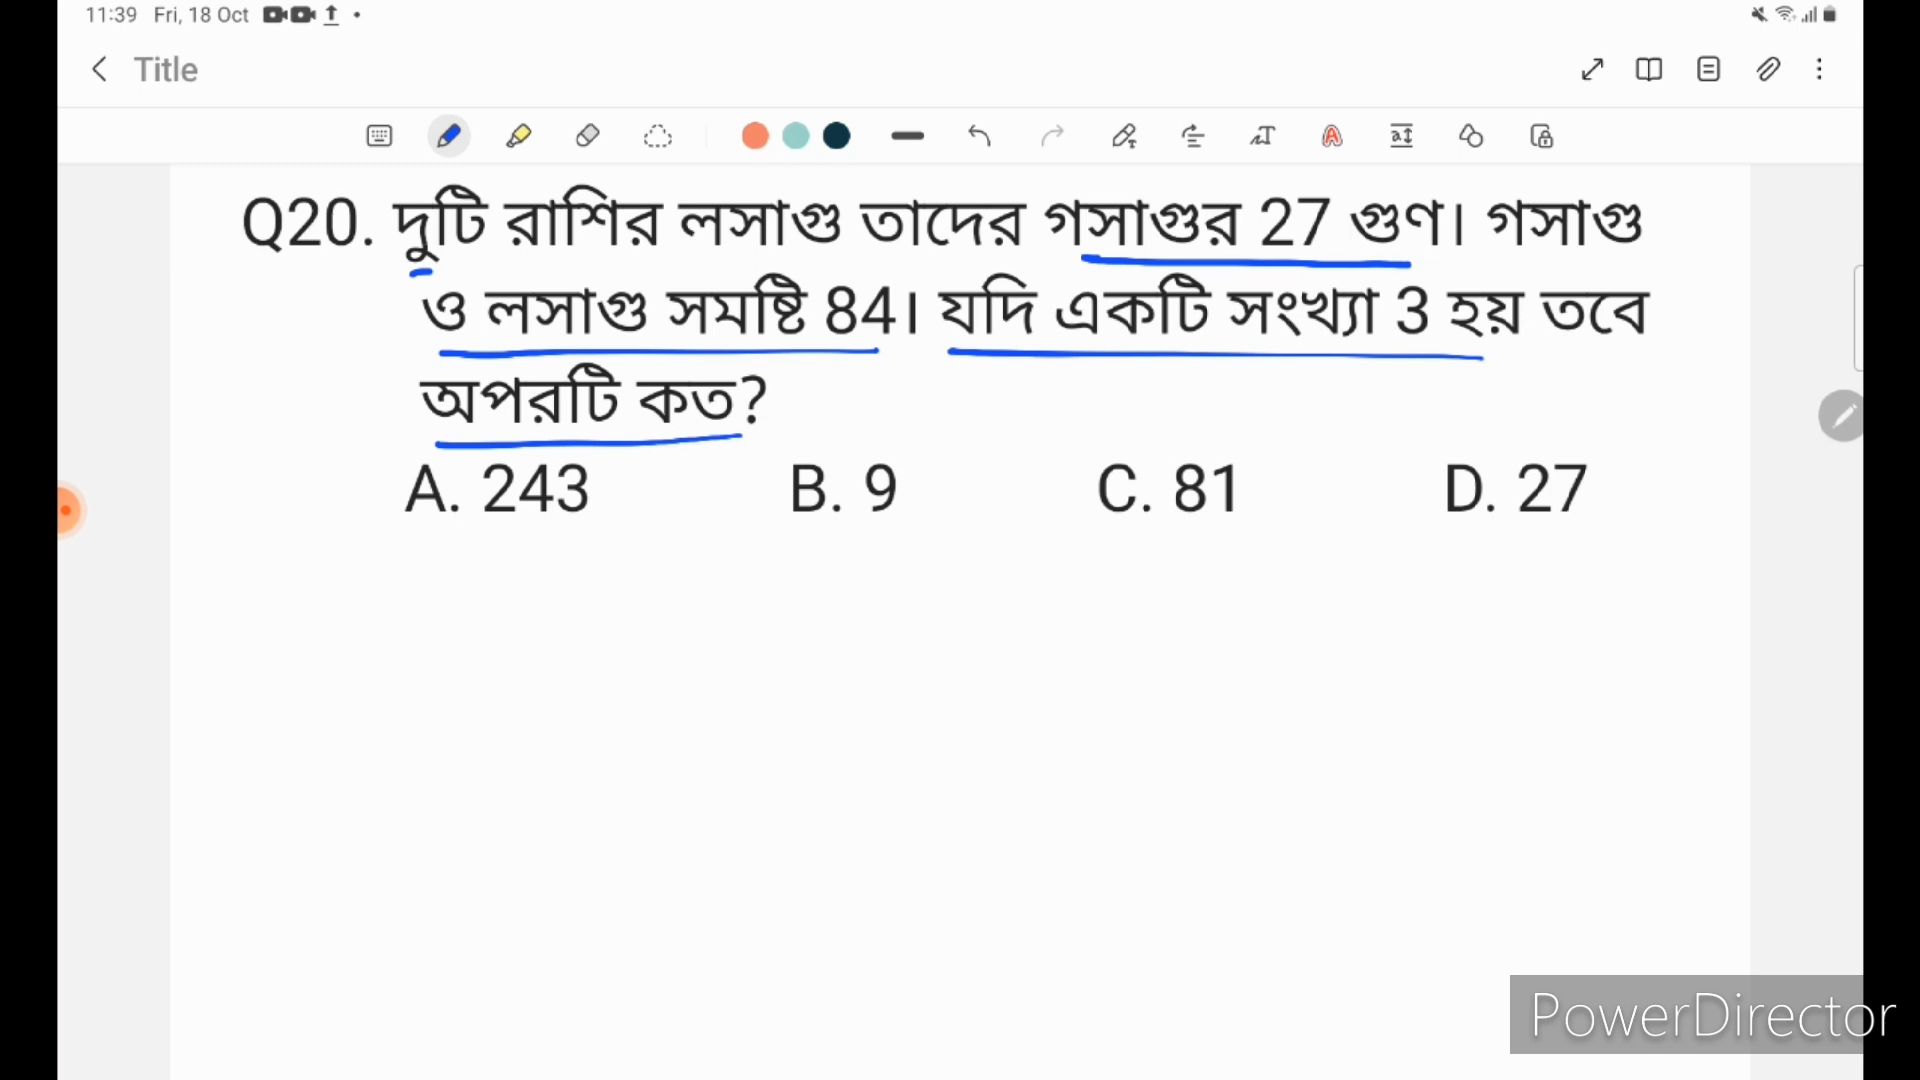 11:39 Fri, 18 Oct
Title
Q20. দুটি রাশির লসাগু তাদের গসাগুর 27 গুণ। গসাগু
ও লসাগু সমষ্টি 84। যদি একটি সংখ্যা 3 হয় তবে
অপরটি কত?
A. 243 B. 9 C. 81 D. 27
PowerDirector